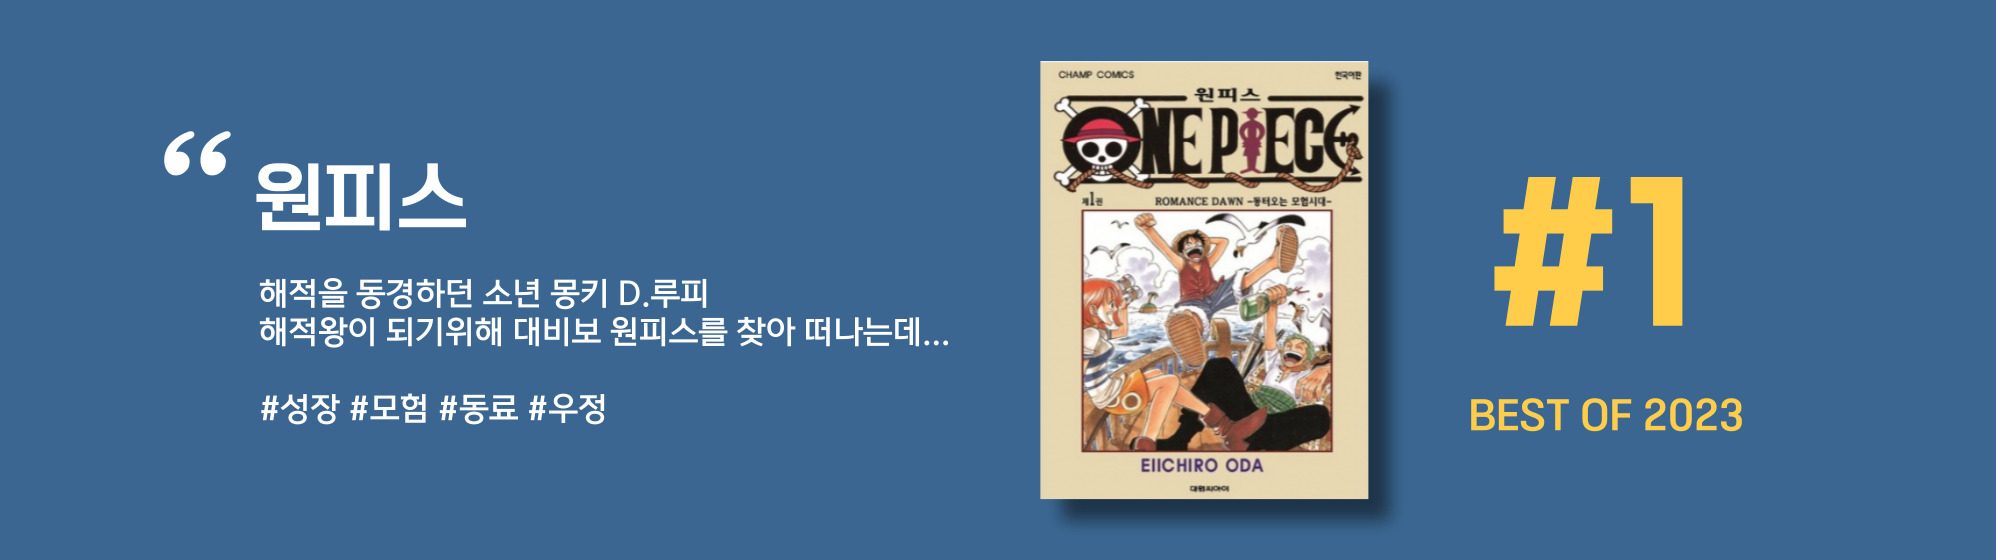 “ 원피스
해적을 동경하던 소년 몽키 D.루피
해적왕이 되기위해 대비보 원피스를 찾아 떠나는데...
#성장 #모험 #동료 #우정
CHAMP COMICS 한국어판
원피스
ONE PIECE
제1권 ROMANCE DAWN -동터오는 모험시대-
EIICHIRO ODA
대원씨아이
#1
BEST OF 2023